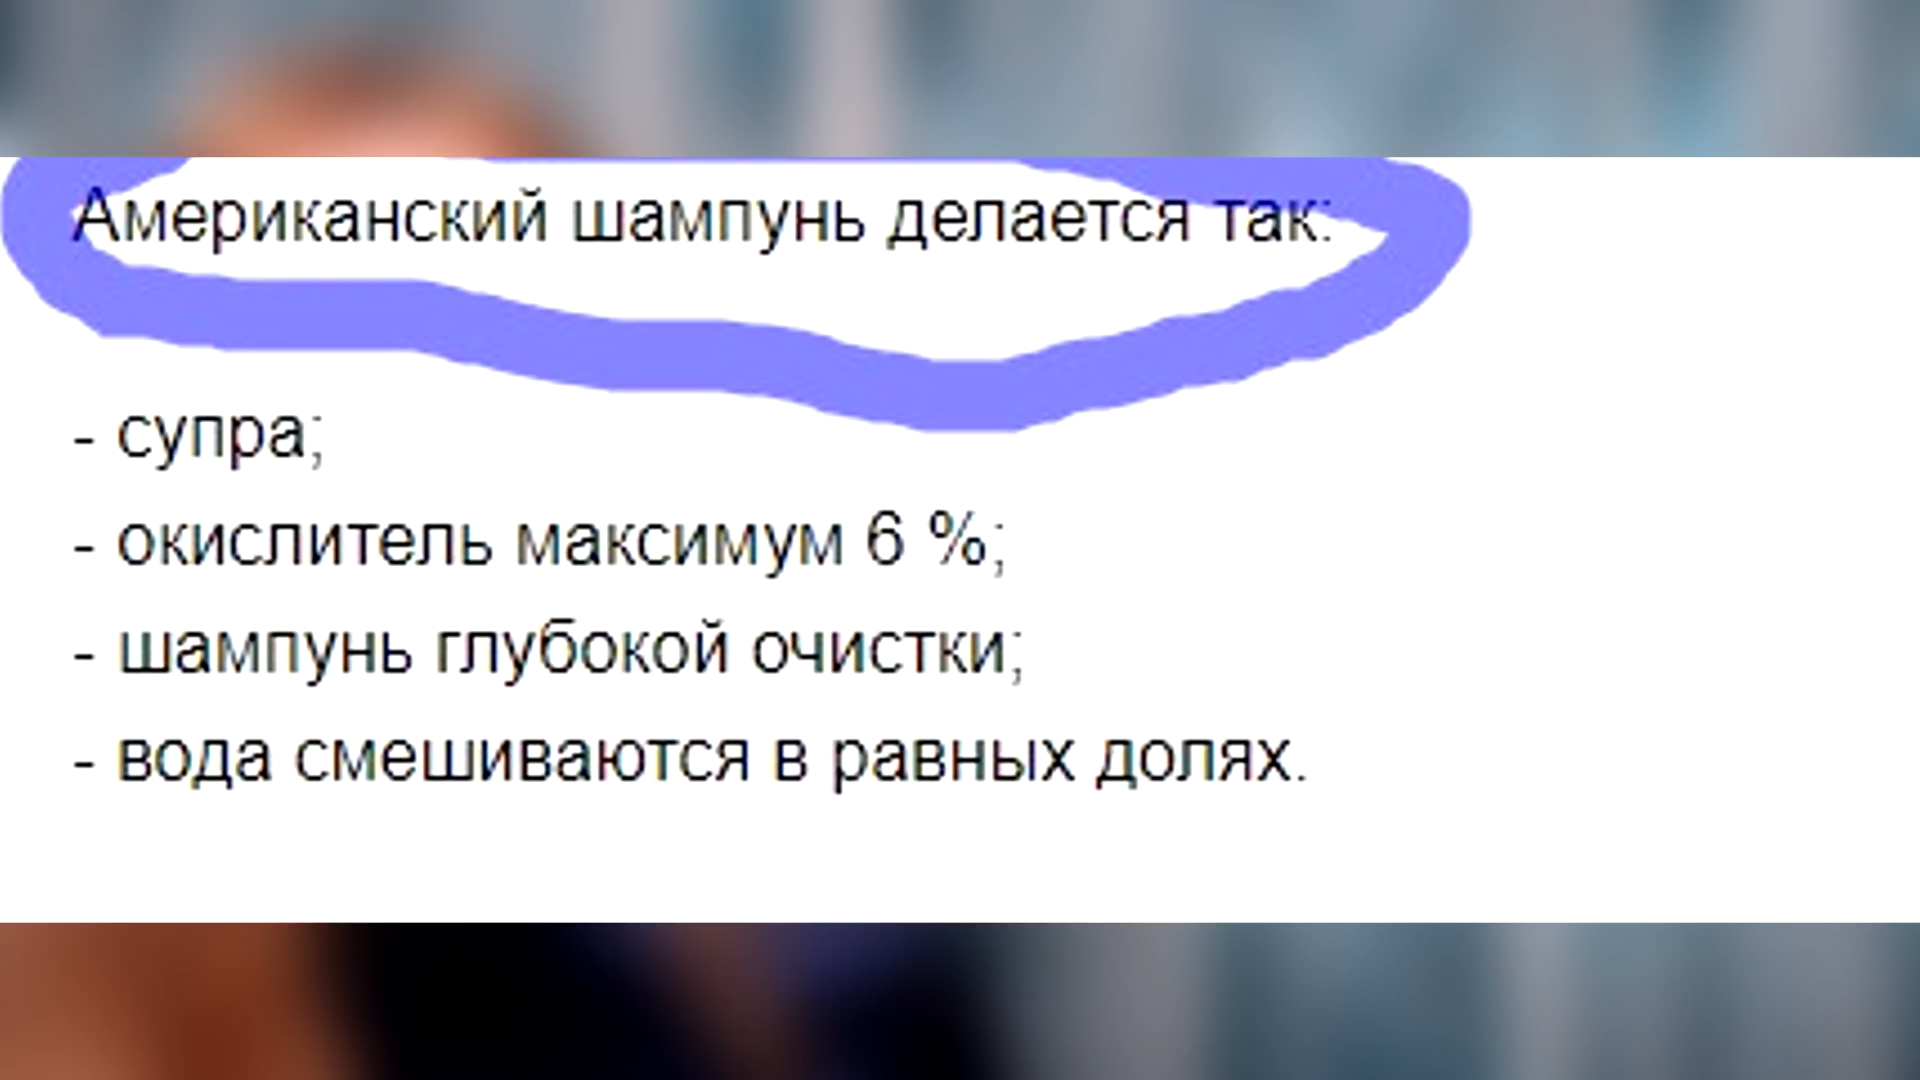 Американский шампунь делается так:
- супра;
- окислитель максимум 6 %;
- шампунь глубокой очистки;
- вода смешиваются в равных долях.